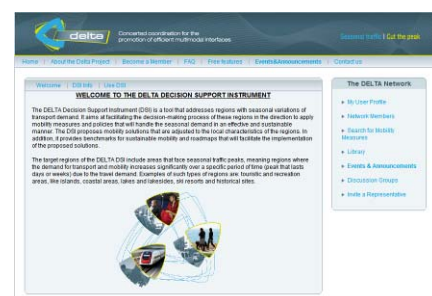 delta
Concerted coordination for the
promotion of efficient multimodal interfaces
Seasonal traffic | Cut the peak
Home | About the Delta Project | Become a Member | FAQ | Free features | Events&Announcements | Contact us
Welcome | DSI Info | Use DSI
WELCOME TO THE DELTA DECISION SUPPORT INSTRUMENT
The DELTA Decision Support Instrument (DSI) is a tool that addresses regions with seasonal variations of
transport demand. It aims at facilitating the decision-making process of these regions in the direction to apply
mobility measures and policies that will handle the seasonal demand in an effective and sustainable
manner. The DSI proposes mobility solutions that are adjusted to the local characteristics of the regions. In
addition, it provides benchmarks for sustainable mobility and roadmaps that will facilitate the implementation
of the proposed solutions.
The target regions of the DELTA DSI include areas that face seasonal traffic peaks, meaning regions where
the demand for transport and mobility increases significantly over a specific period of time (peak that lasts
days or weeks) due to the travel demand. Examples of such types of regions are: touristic and recreation
areas, like islands, coastal areas, lakes and lakesides, ski resorts and historical sites.
The DELTA Network
My User Profile
Network Members
Search for Mobility
Measures
Library
Events & Announcements
Discussion Groups
Invite a Representative